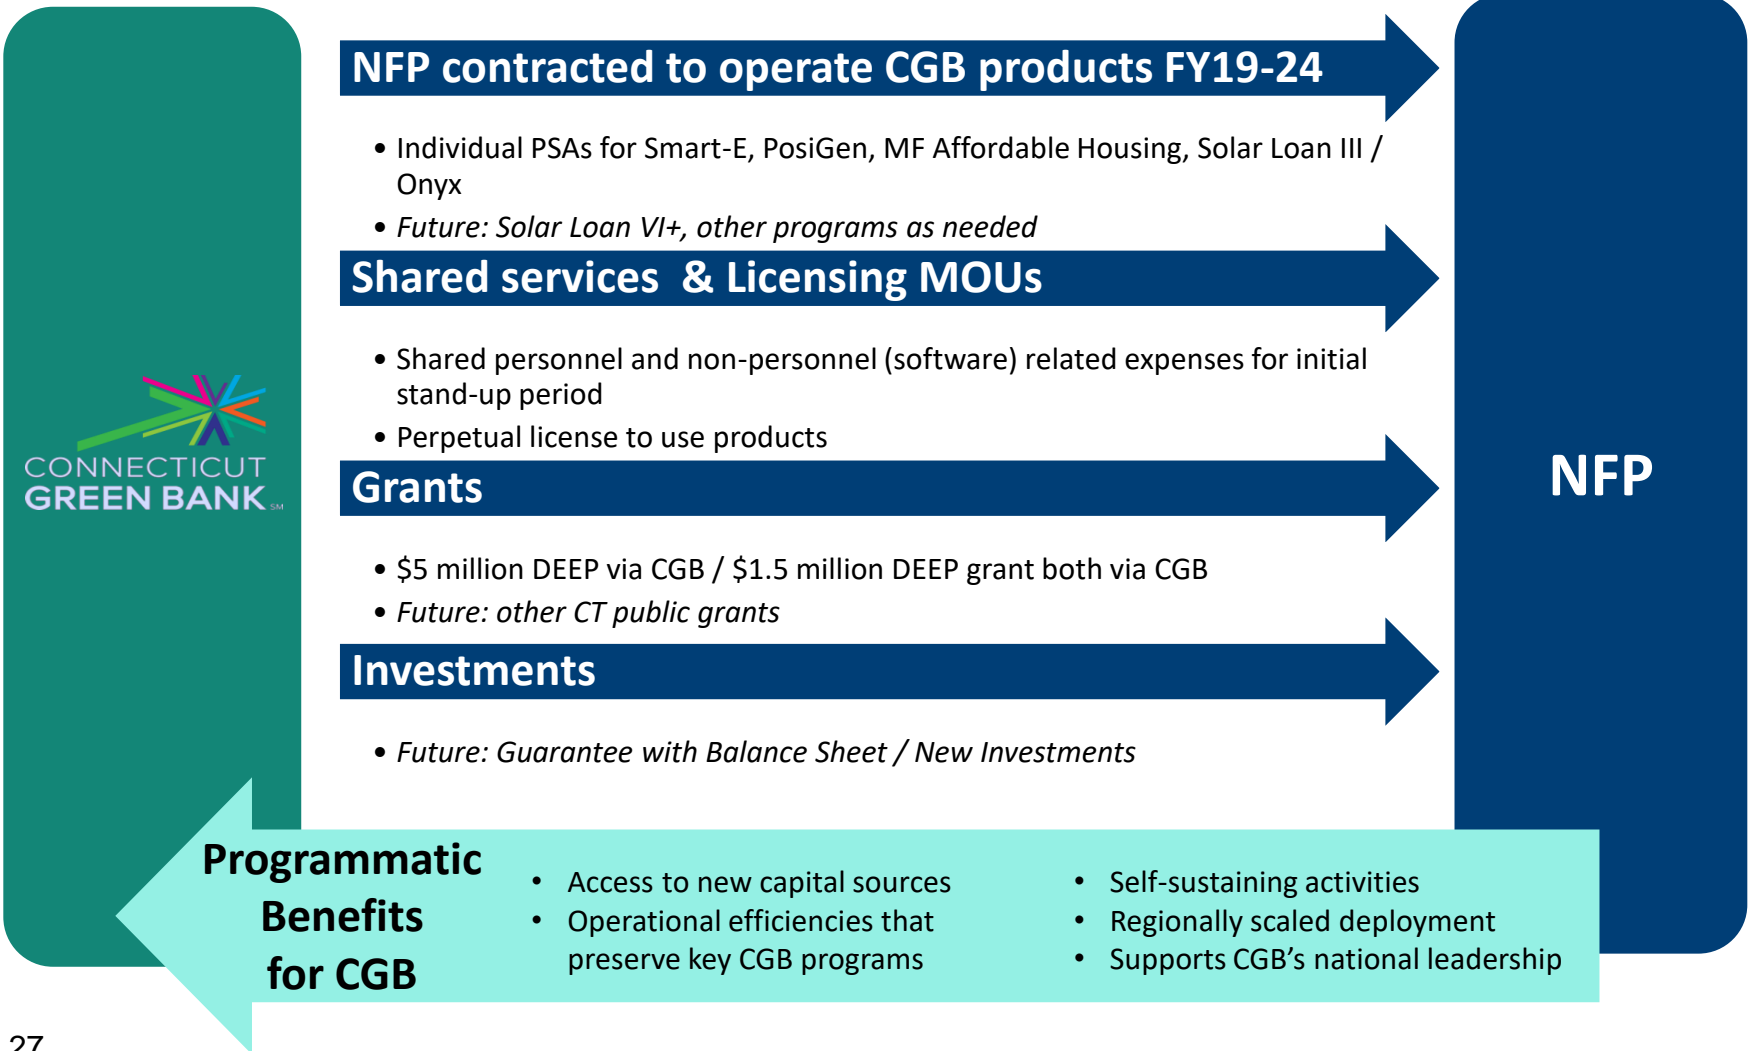 NFP contracted to operate CGB products FY19-24
• Individual PSAs for Smart-E, PosiGen, MF Affordable Housing, Solar Loan III /
Onyx
• Future: Solar Loan VI+, other programs as needed
Shared services  & Licensing MOUs
• Shared personnel and non-personnel (software) related expenses for initial
stand-up period
• Perpetual license to use products
Grants
• $5 million DEEP via CGB / $1.5 million DEEP grant both via CGB
• Future: other CT public grants
Investments
• Future: Guarantee with Balance Sheet / New Investments
CONNECTICUT
GREEN BANK SM
NFP
Programmatic
Benefits
for CGB
• Access to new capital sources
• Operational efficiencies that
preserve key CGB programs
• Self-sustaining activities
• Regionally scaled deployment
• Supports CGB’s national leadership
27